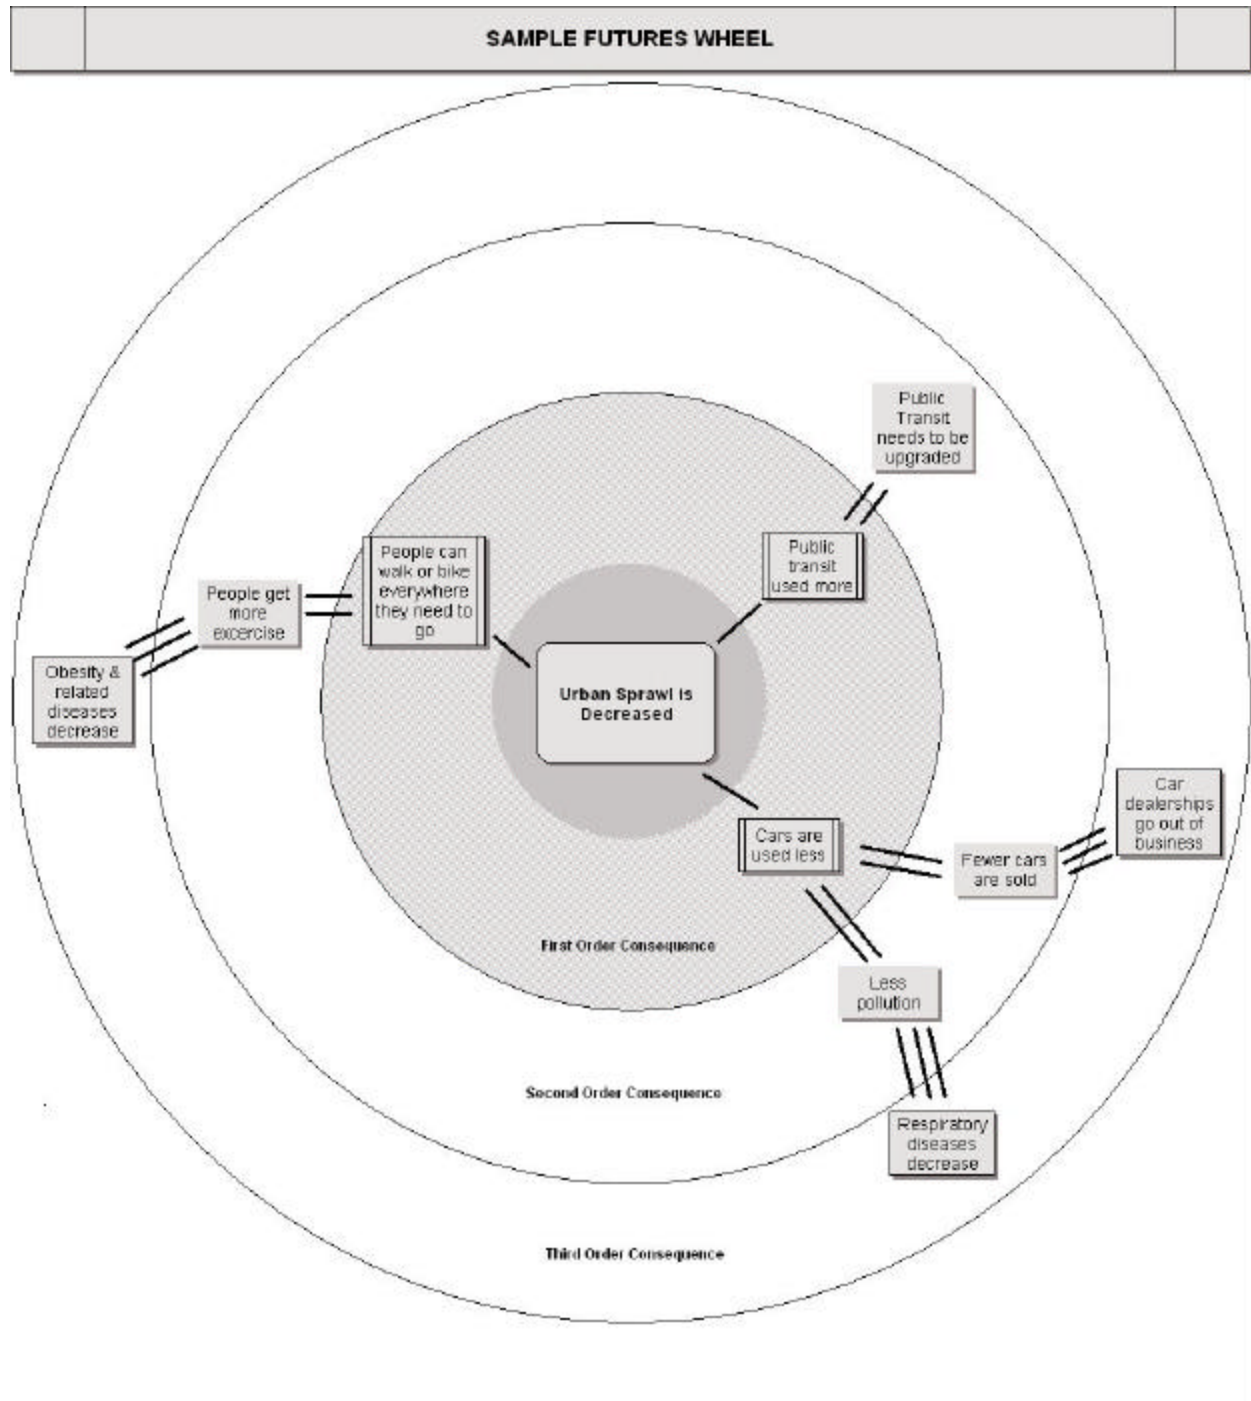 SAMPLE FUTURES WHEEL
Public
Transit
needs to be
upgraded
Public
transit
used more
People can
walk or bike
everywhere
they need to
go
People get
more
excercise
Obesity &
related
diseases
decrease
Urban Sprawl is
Decreased
Cars are
used less
Fewer cars
are sold
Car
dealerships
go out of
business
First Order Consequence
Less
pollution
Second Order Consequence
Respiratory
diseases
decrease
Third Order Consequence